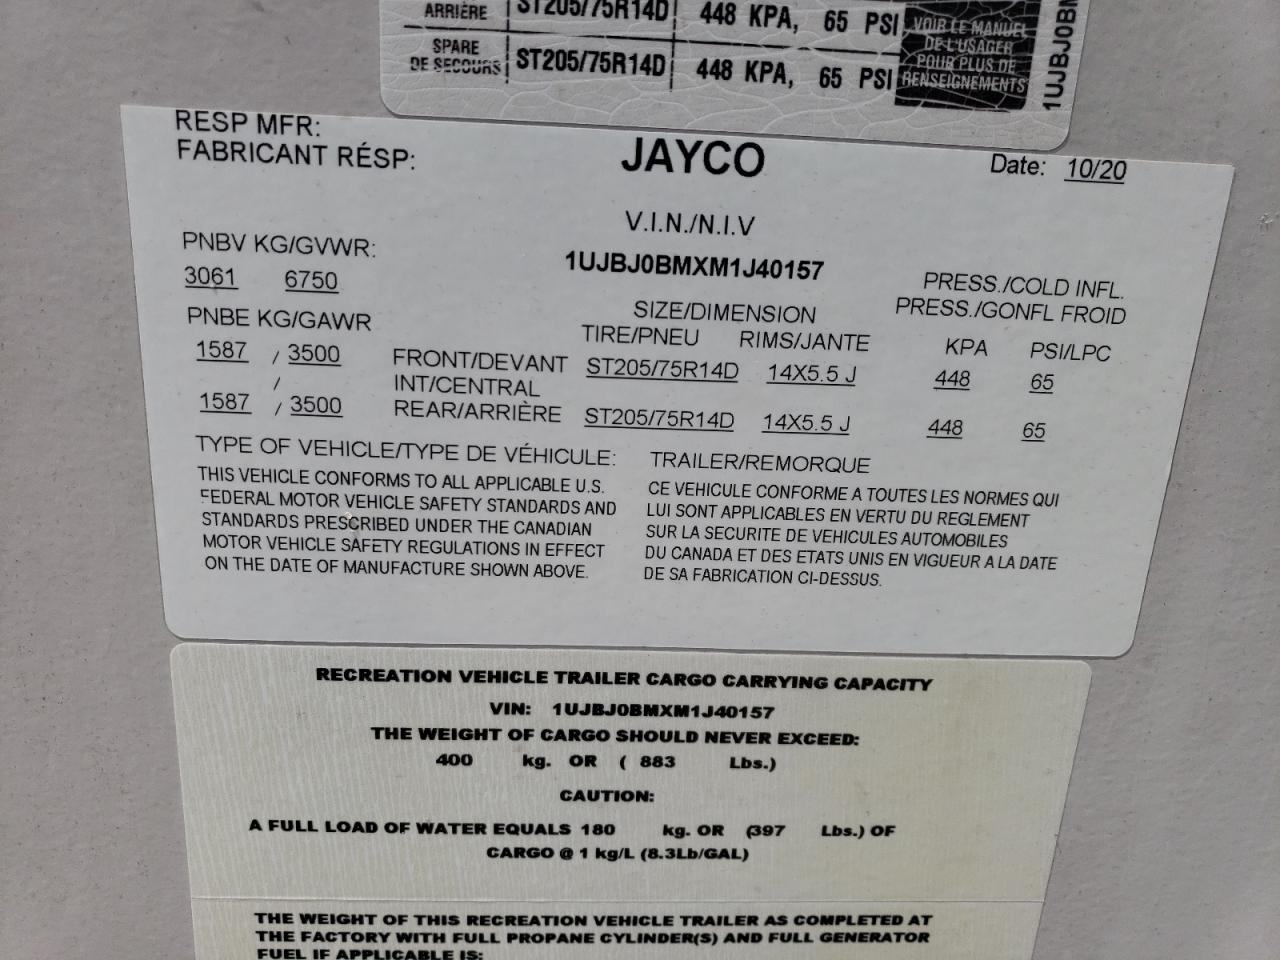 ARRIÈRE ST205/75R14D 448 KPA, 65 PSI
SPARE
DE SECOURS ST205/75R14D 448 KPA, 65 PSI
VOIR LE MANUEL
DE L'USAGER
POUR PLUS DE
RENSEIGNEMENTS
1UJBJ0BM
RESP MFR:
FABRICANT RÉSP:
JAYCO
Date: 10/20
V.I.N./N.I.V
1UJBJ0BMXM1J40157
PNBV KG/GVWR:
3061 6750
PNBE KG/GAWR
SIZE/DIMENSION
TIRE/PNEU RIMS/JANTE
PRESS./COLD INFL.
PRESS./GONFL FROID
KPA PSI/LPC
1587 / 3500 FRONT/DEVANT ST205/75R14D 14X5.5 J 448 65
/ INT/CENTRAL
1587 / 3500 REAR/ARRIÈRE ST205/75R14D 14X5.5 J 448 65
TYPE OF VEHICLE/TYPE DE VÉHICULE: TRAILER/REMORQUE
THIS VEHICLE CONFORMS TO ALL APPLICABLE U.S.
FEDERAL MOTOR VEHICLE SAFETY STANDARDS AND
STANDARDS PRESCRIBED UNDER THE CANADIAN
MOTOR VEHICLE SAFETY REGULATIONS IN EFFECT
ON THE DATE OF MANUFACTURE SHOWN ABOVE.
CE VEHICULE CONFORME A TOUTES LES NORMES QUI
LUI SONT APPLICABLES EN VERTU DU REGLEMENT
SUR LA SECURITE DE VEHICULES AUTOMOBILES
DU CANADA ET DES ETATS UNIS EN VIGUEUR A LA DATE
DE SA FABRICATION CI-DESSUS.
RECREATION VEHICLE TRAILER CARGO CARRYING CAPACITY
VIN: 1UJBJ0BMXM1J40157
THE WEIGHT OF CARGO SHOULD NEVER EXCEED:
400 kg. OR ( 883 Lbs.)
CAUTION:
A FULL LOAD OF WATER EQUALS 180 kg. OR (397 Lbs.) OF
CARGO @ 1 kg/L (8.3Lb/GAL)
THE WEIGHT OF THIS RECREATION VEHICLE TRAILER AS COMPLETED AT
THE FACTORY WITH FULL PROPANE CYLINDER(S) AND FULL GENERATOR
FUEL IF APPLICABLE IS: